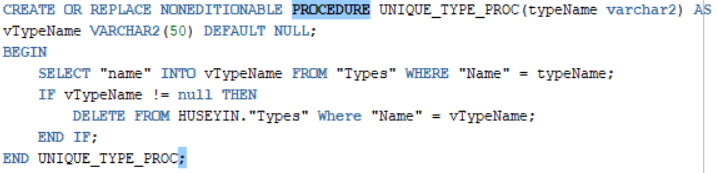 CREATE OR REPLACE NONEDITIONABLE PROCEDURE UNIQUE_TYPE_PROC(typeName varchar2) AS
vTypeName VARCHAR2(50) DEFAULT NULL;
BEGIN
    SELECT "name" INTO vTypeName FROM "Types" WHERE "Name" = typeName;
    IF vTypeName != null THEN
        DELETE FROM HUSEYIN."Types" Where "Name" = vTypeName;
    END IF;
END UNIQUE_TYPE_PROC;